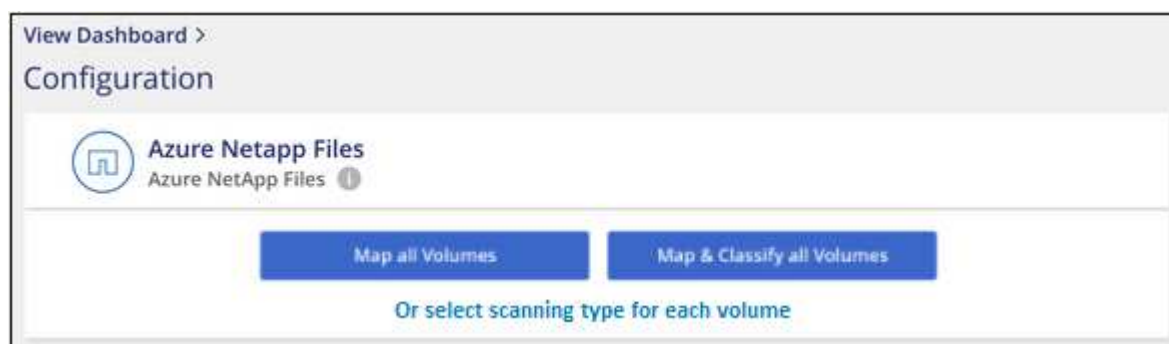 View Dashboard >
Configuration
Azure Netapp Files
Azure NetApp Files
Map all Volumes
Map & Classify all Volumes
Or select scanning type for each volume